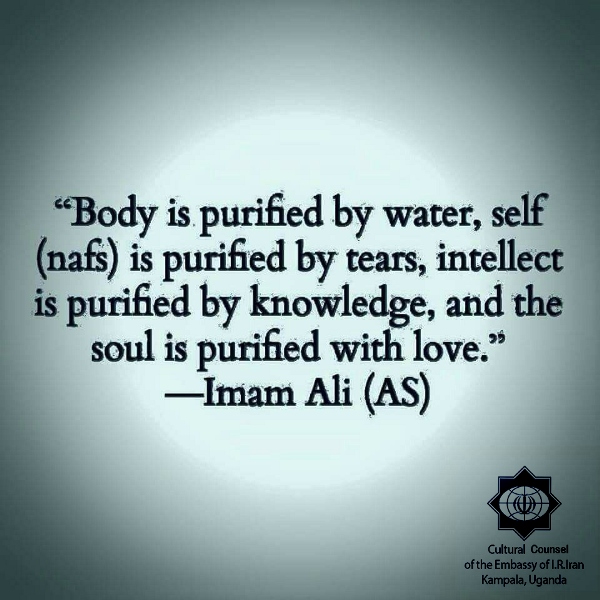 “Body is purified by water, self
(nafs) is purified by tears, intellect
is purified by knowledge, and the
soul is purified with love.”
—Imam Ali (AS)
Cultural Counsel
of the Embassy of I.R.Iran
Kampala, Uganda